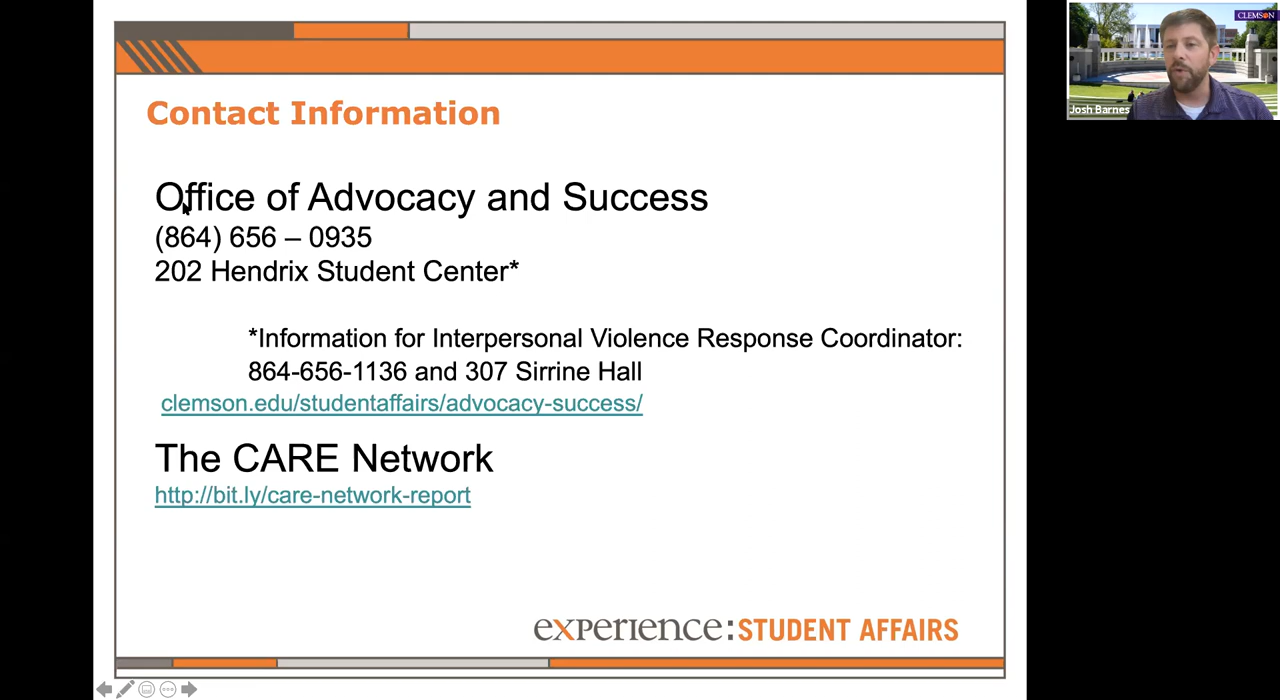 CLEMSON
Josh Barnes
Contact Information
Office of Advocacy and Success
(864) 656 – 0935
202 Hendrix Student Center*
*Information for Interpersonal Violence Response Coordinator:
864-656-1136 and 307 Sirrine Hall
clemson.edu/studentaffairs/advocacy-success/
The CARE Network
http://bit.ly/care-network-report
experience:STUDENT AFFAIRS